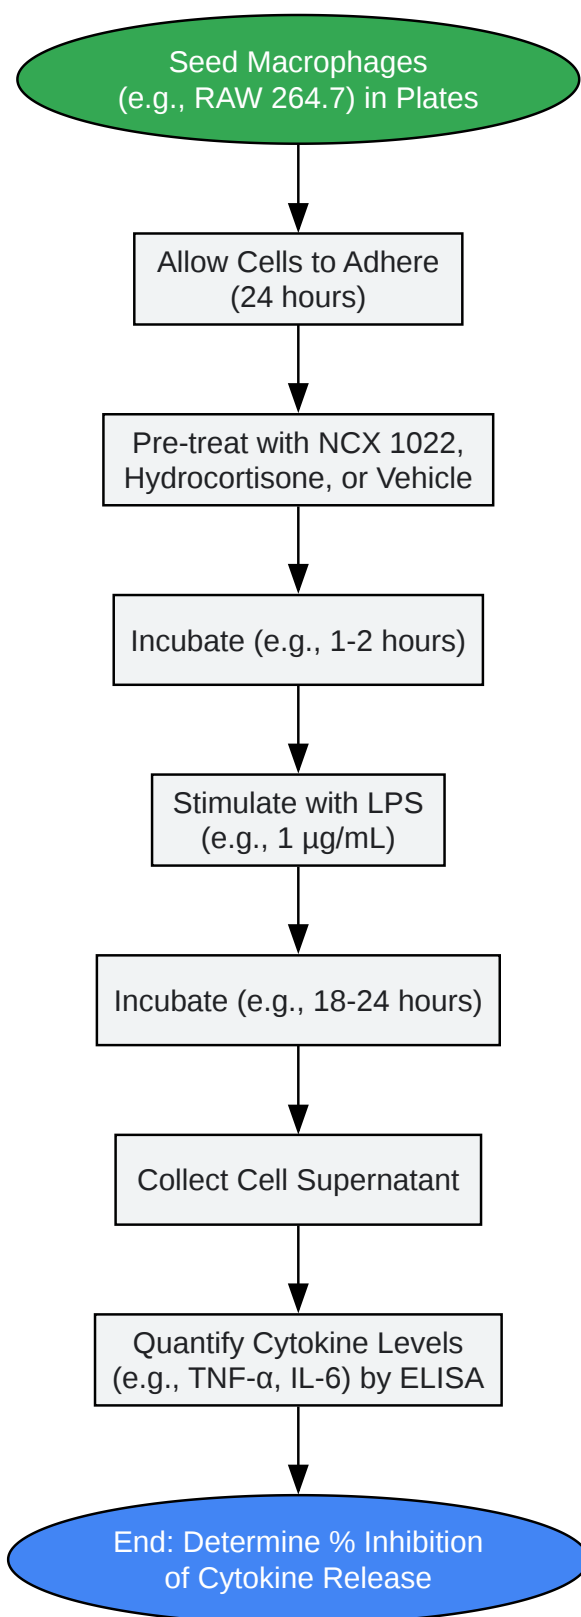 Seed Macrophages
(e.g., RAW 264.7) in Plates
Allow Cells to Adhere
(24 hours)
Pre-treat with NCX 1022,
Hydrocortisone, or Vehicle
Incubate (e.g., 1-2 hours)
Stimulate with LPS
(e.g., 1 µg/mL)
Incubate (e.g., 18-24 hours)
Collect Cell Supernatant
Quantify Cytokine Levels
(e.g., TNF-α, IL-6) by ELISA
End: Determine % Inhibition
of Cytokine Release